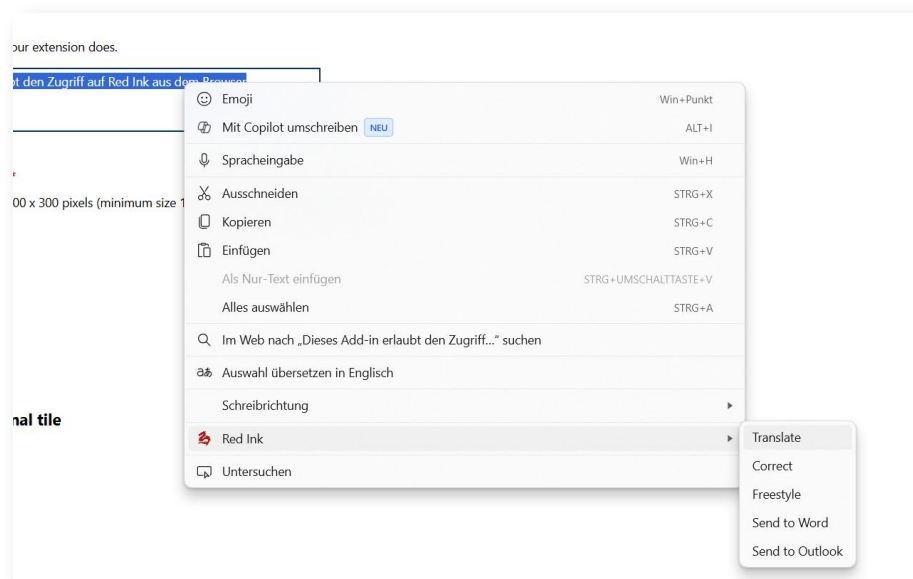 our extension does.
ot den Zugriff auf Red Ink aus dem Browser
Emoji Win+Punkt
Mit Copilot umschreiben NEU ALT+I
Spracheingabe Win+H
*
00 x 300 pixels (minimum size 1
Ausschneiden STRG+X
Kopieren STRG+C
Einfügen STRG+V
Als Nur-Text einfügen STRG+UMSCHALTTASTE+V
Alles auswählen STRG+A
Im Web nach „Dieses Add-in erlaubt den Zugriff...“ suchen
Auswahl übersetzen in Englisch
Schreibrichtung
nal tile
Red Ink
Untersuchen
Translate
Correct
Freestyle
Send to Word
Send to Outlook